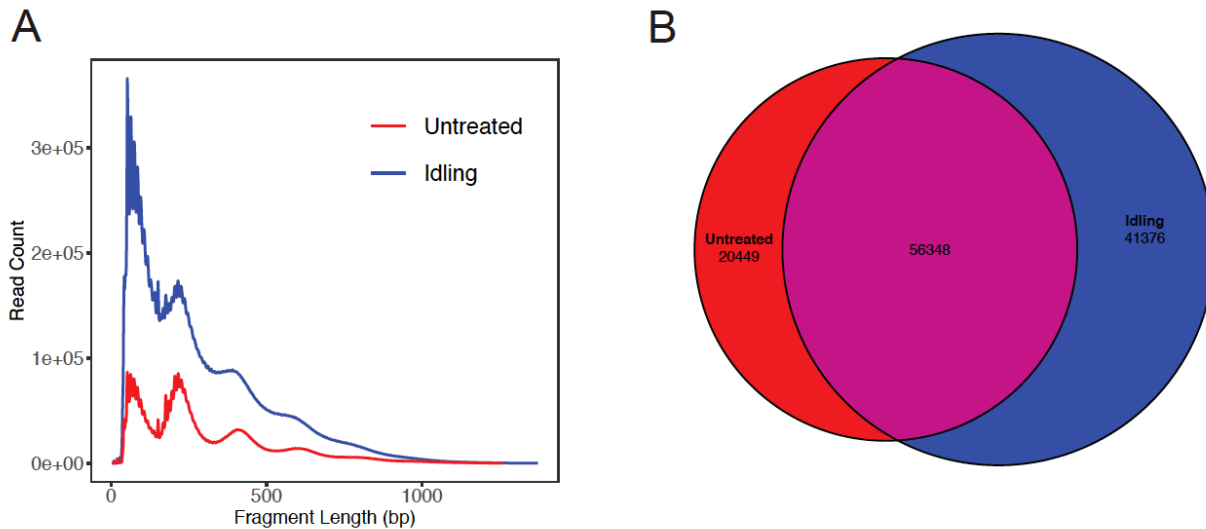 A
B
Untreated
Idling
3e+05
2e+05
1e+05
0e+00
Read Count
0
500
1000
Fragment Length (bp)
Untreated
20449
56348
Idling
41376